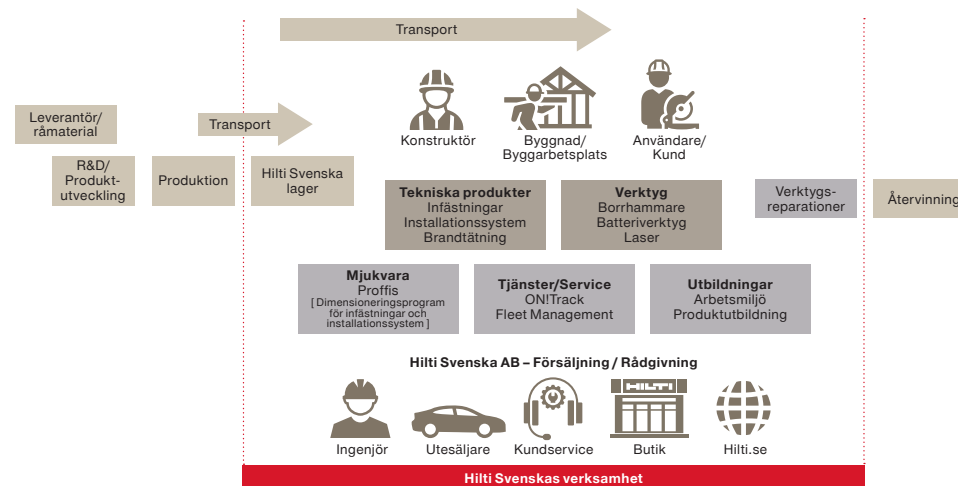 Transport
Konstruktör
Byggnad/
Byggarbetsplats
Användare/
Kund
Leverantör/
råmaterial
Transport
R&D/
Produkt-
utveckling
Produktion
Hilti Svenska
lager
Tekniska produkter
Infästningar
Installationssystem
Brandtätning
Verktyg
Borrhammare
Batteriverktyg
Laser
Verktygs-
reparationer
Återvinning
Mjukvara
Proffis
[ Dimensioneringsprogram
för infästningar och
installationssystem ]
Tjänster/Service
ON!Track
Fleet Management
Utbildningar
Arbetsmiljö
Produktutbildning
Hilti Svenska AB – Försäljning / Rådgivning
HILTI
Ingenjör
Utesäljare
Kundservice
Butik
Hilti.se
Hilti Svenskas verksamhet